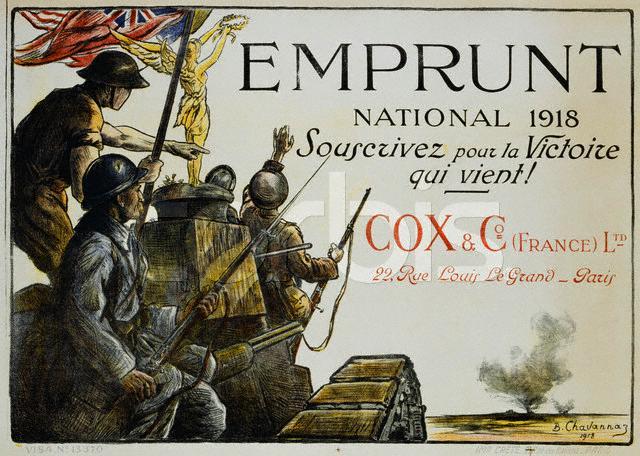 EMPRUNT
NATIONAL 1918
Souscrivez pour la Victoire
qui vient!
COX & Cº (FRANCE) LTD
22, Rue Louis Le Grand _ Paris
B. Chavannaz
1918
VISA. Nº 13370